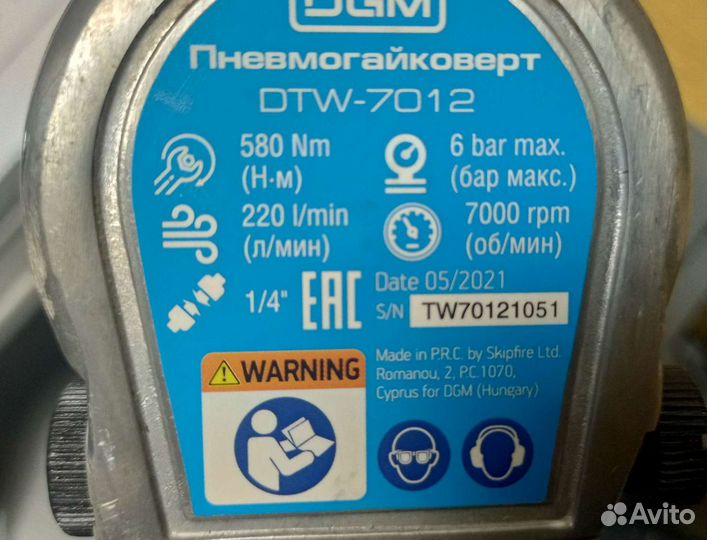 DGM
Пневмогайковерт
DTW-7012
580 Nm
(Н·м)
6 bar max.
(бар макс.)
220 l/min
(л/мин)
7000 rpm
(об/мин)
1/4"
EAC
Date 05/2021
S/N TW70121051
WARNING
Made in P.R.C. by Skipfire Ltd.
Romanou, 2, P.C.1070,
Cyprus for DGM (Hungary)
Avito